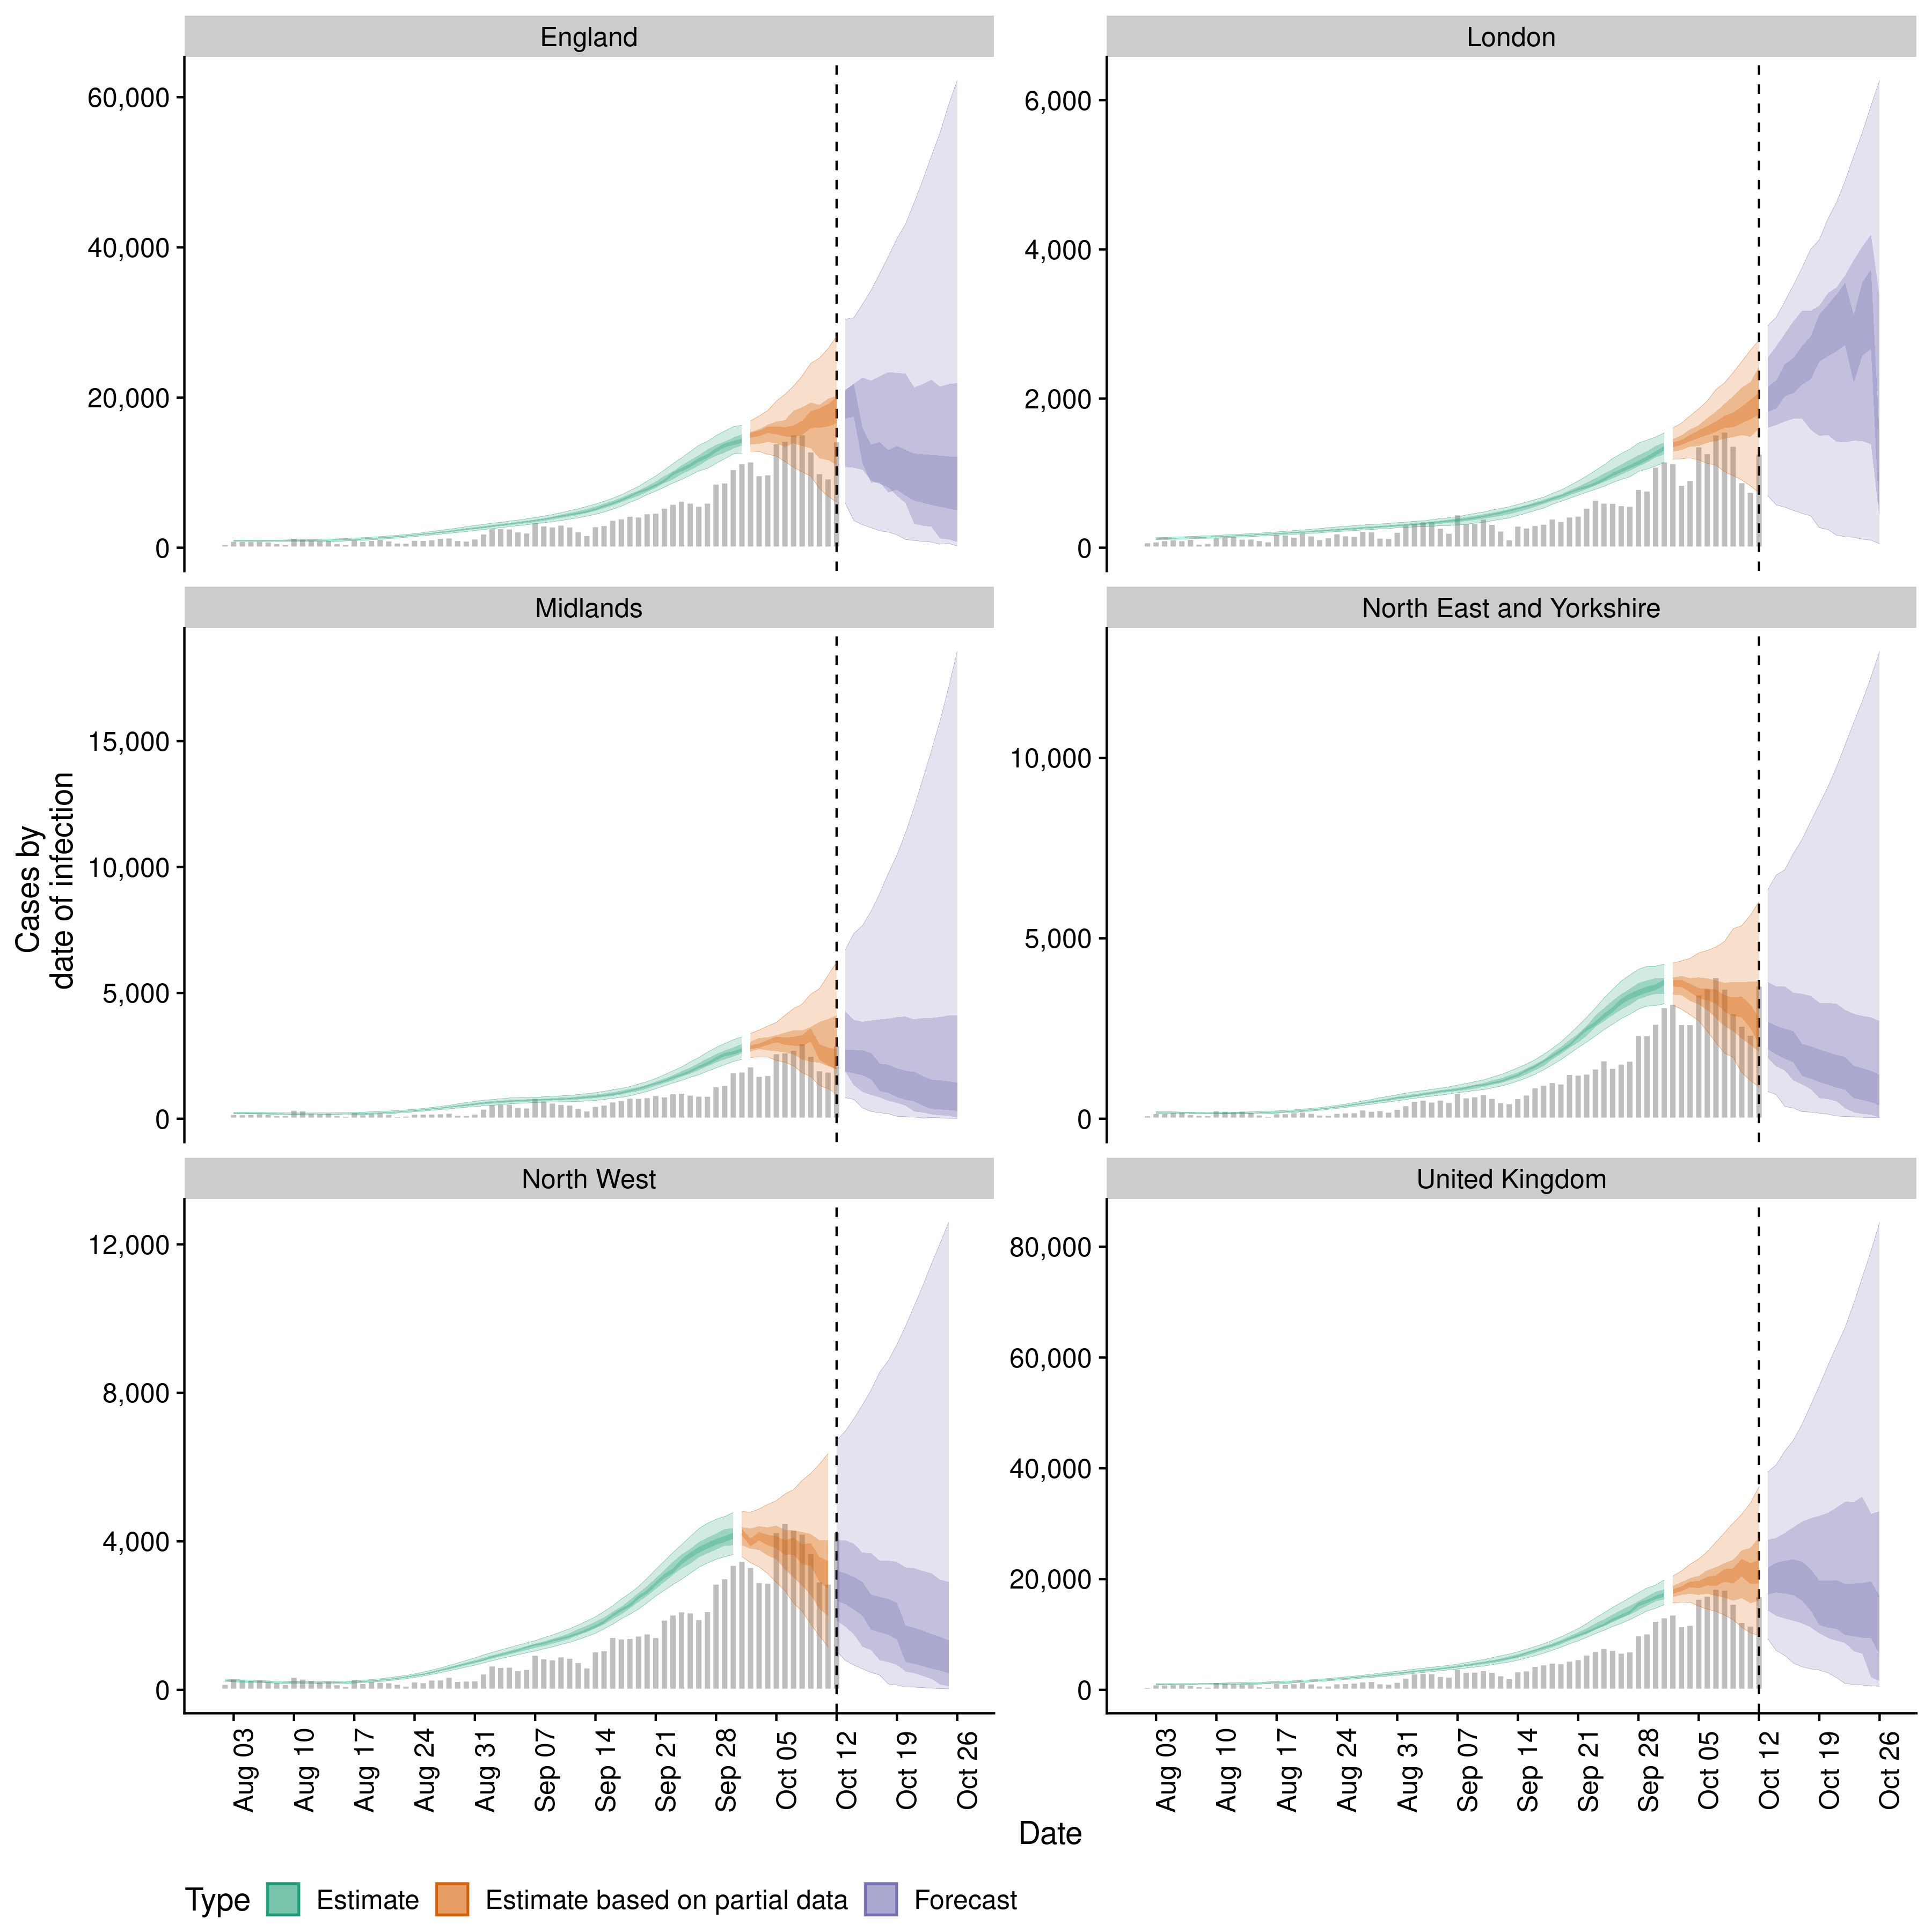 England
London
60,000
40,000
20,000
0
6,000
4,000
2,000
0
Midlands
North East and Yorkshire
15,000
10,000
5,000
0
10,000
5,000
0
Cases by
date of infection
North West
United Kingdom
12,000
8,000
4,000
0
80,000
60,000
40,000
20,000
0
Aug 03
Aug 10
Aug 17
Aug 24
Aug 31
Sep 07
Sep 14
Sep 21
Sep 28
Oct 05
Oct 12
Oct 19
Oct 26
Aug 03
Aug 10
Aug 17
Aug 24
Aug 31
Sep 07
Sep 14
Sep 21
Sep 28
Oct 05
Oct 12
Oct 19
Oct 26
Date
Type Estimate Estimate based on partial data Forecast